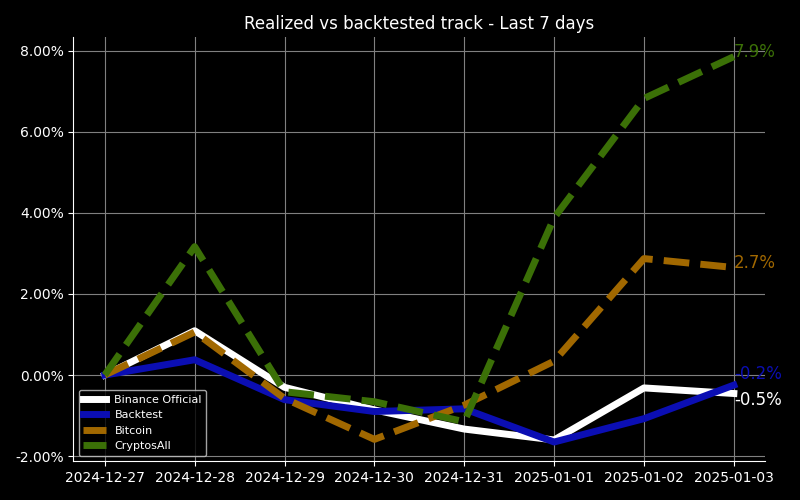 Realized vs backtested track - Last 7 days
8.00%
6.00%
4.00%
2.00%
0.00%
-2.00%
7.9%
2.7%
-0.2%
-0.5%
Binance Official
Backtest
Bitcoin
CryptosAll
2024-12-27 2024-12-28 2024-12-29 2024-12-30 2024-12-31 2025-01-01 2025-01-02 2025-01-03